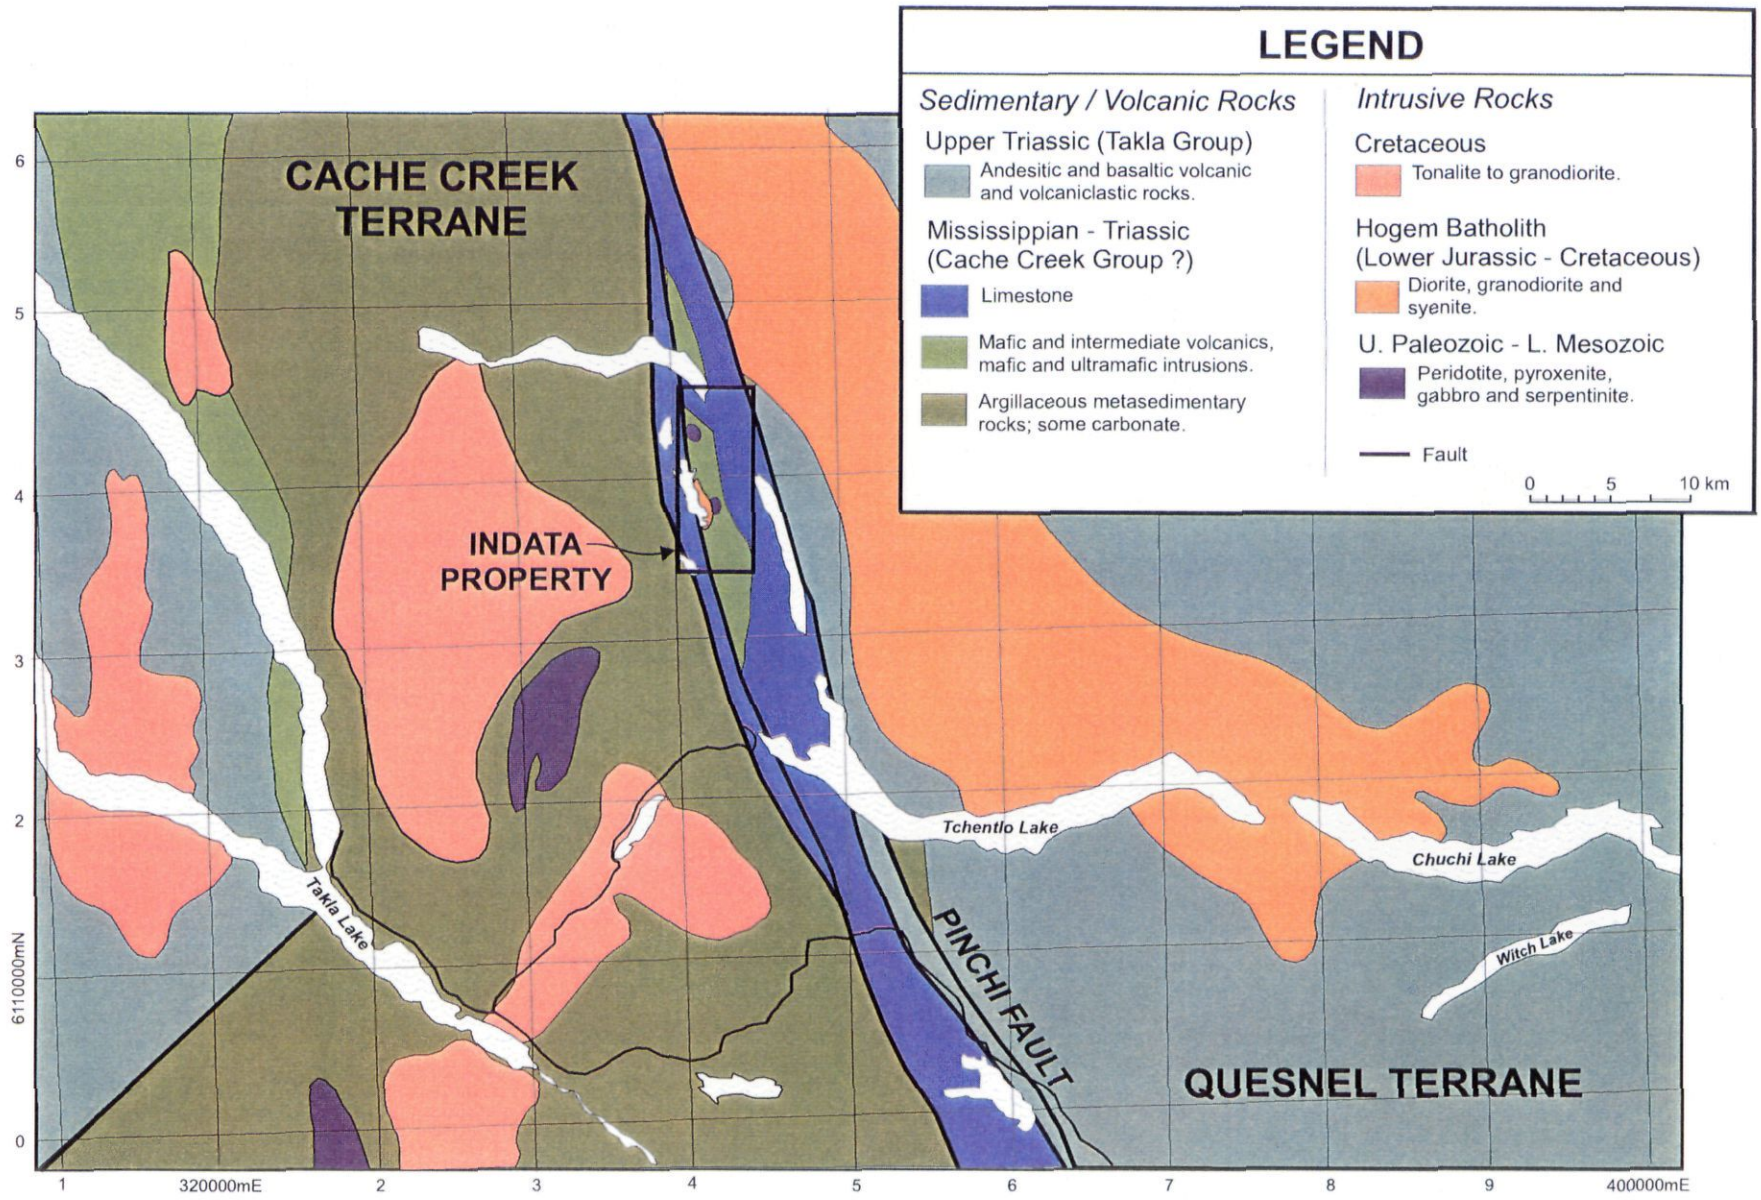 LEGEND
Sedimentary / Volcanic Rocks
Upper Triassic (Takla Group)
Andesitic and basaltic volcanic
and volcaniclastic rocks.
Mississippian - Triassic
(Cache Creek Group ?)
Limestone
Mafic and intermediate volcanics,
mafic and ultramafic intrusions.
Argillaceous metasedimentary
rocks; some carbonate.
Intrusive Rocks
Cretaceous
Tonalite to granodiorite.
Hogem Batholith
(Lower Jurassic - Cretaceous)
Diorite, granodiorite and
syenite.
U. Paleozoic - L. Mesozoic
Peridotite, pyroxenite,
gabbro and serpentinite.
Fault
0 5 10 km
CACHE CREEK
TERRANE
INDATA
PROPERTY
Tchentlo Lake
Chuchi Lake
Takla Lake
Witch Lake
PINCHI FAULT
QUESNEL TERRANE
6
5
4
3
2
6110000mN
0
1 320000mE 2 3 4 5 6 7 8 9 400000mE